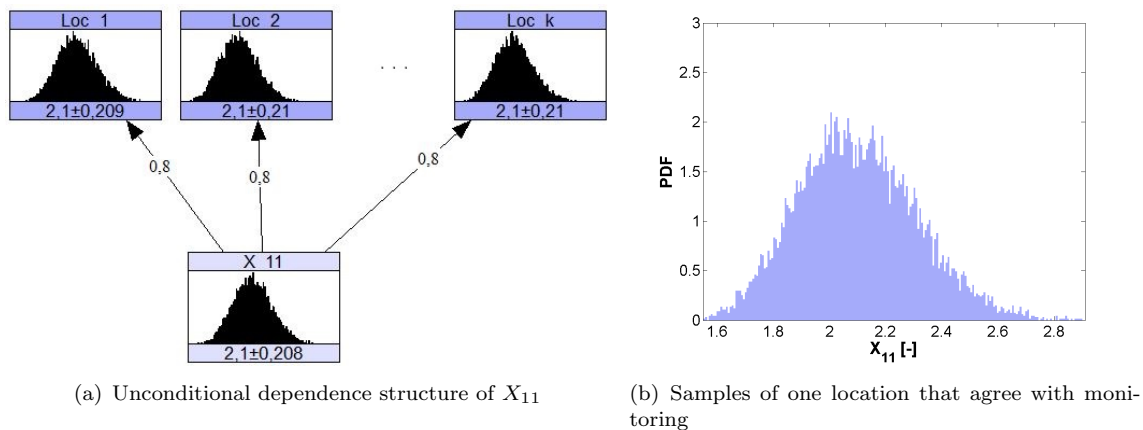 Loc 1
2,1±0,209
Loc 2
2,1±0,21
. . .
Loc k
2,1±0,21
0,8
0,8
0,8
X 11
2,1±0,208
3
2.5
2
1.5
1
0.5
0
PDF
1.6
1.8
2
2.2
2.4
2.6
2.8
X11 [-]
(a) Unconditional dependence structure of X11
(b) Samples of one location that agree with moni-
toring